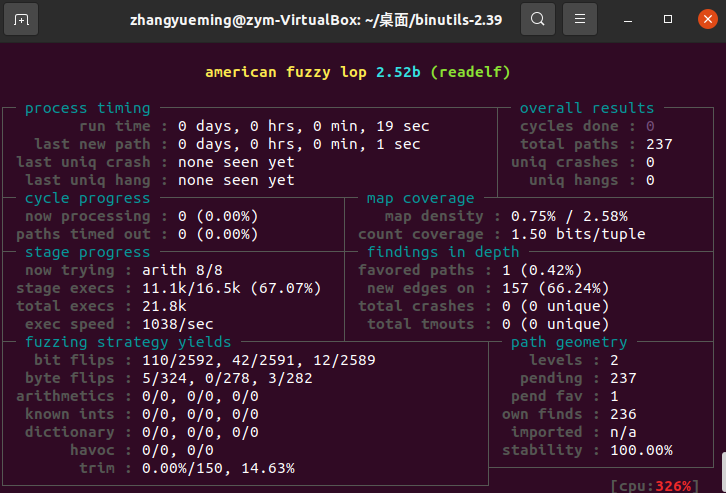 zhangyueming@zym-VirtualBox: ~/桌面/binutils-2.39
american fuzzy lop 2.52b (readelf)
process timing overall results
run time : 0 days, 0 hrs, 0 min, 19 sec cycles done : 0
last new path : 0 days, 0 hrs, 0 min, 1 sec total paths : 237
last uniq crash : none seen yet uniq crashes : 0
last uniq hang : none seen yet uniq hangs : 0
cycle progress map coverage
now processing : 0 (0.00%) map density : 0.75% / 2.58%
paths timed out : 0 (0.00%) count coverage : 1.50 bits/tuple
stage progress findings in depth
now trying : arith 8/8 favored paths : 1 (0.42%)
stage execs : 11.1k/16.5k (67.07%) new edges on : 157 (66.24%)
total execs : 21.8k total crashes : 0 (0 unique)
exec speed : 1038/sec total tmouts : 0 (0 unique)
fuzzing strategy yields path geometry
bit flips : 110/2592, 42/2591, 12/2589 levels : 2
byte flips : 5/324, 0/278, 3/282 pending : 237
arithmetics : 0/0, 0/0, 0/0 pend fav : 1
known ints : 0/0, 0/0, 0/0 own finds : 236
dictionary : 0/0, 0/0, 0/0 imported : n/a
havoc : 0/0, 0/0 stability : 100.00%
trim : 0.00%/150, 14.63%
[cpu:326%]